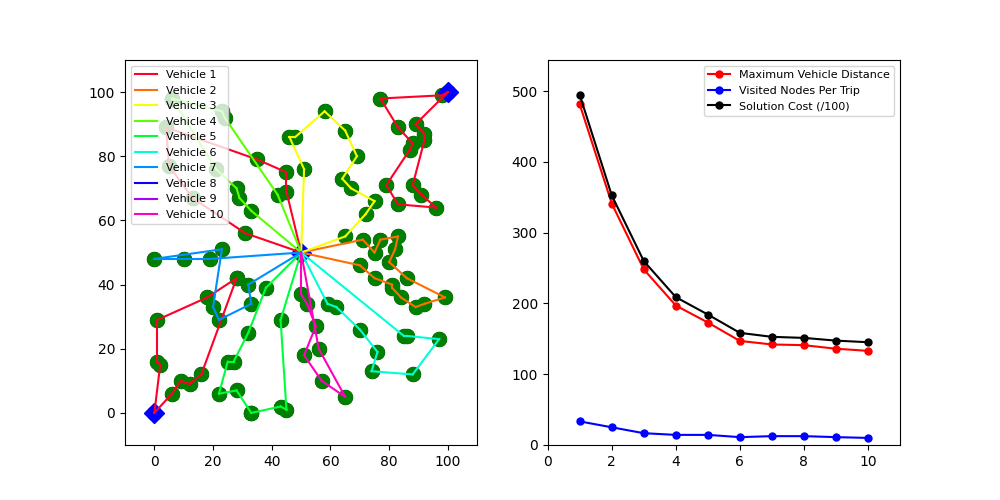 Vehicle 1
Vehicle 2
Vehicle 3
Vehicle 4
Vehicle 5
Vehicle 6
Vehicle 7
Vehicle 8
Vehicle 9
Vehicle 10
100
80
60
40
20
0
0 20 40 60 80 100
Maximum Vehicle Distance
Visited Nodes Per Trip
Solution Cost (/100)
500
400
300
200
100
0
0 2 4 6 8 10